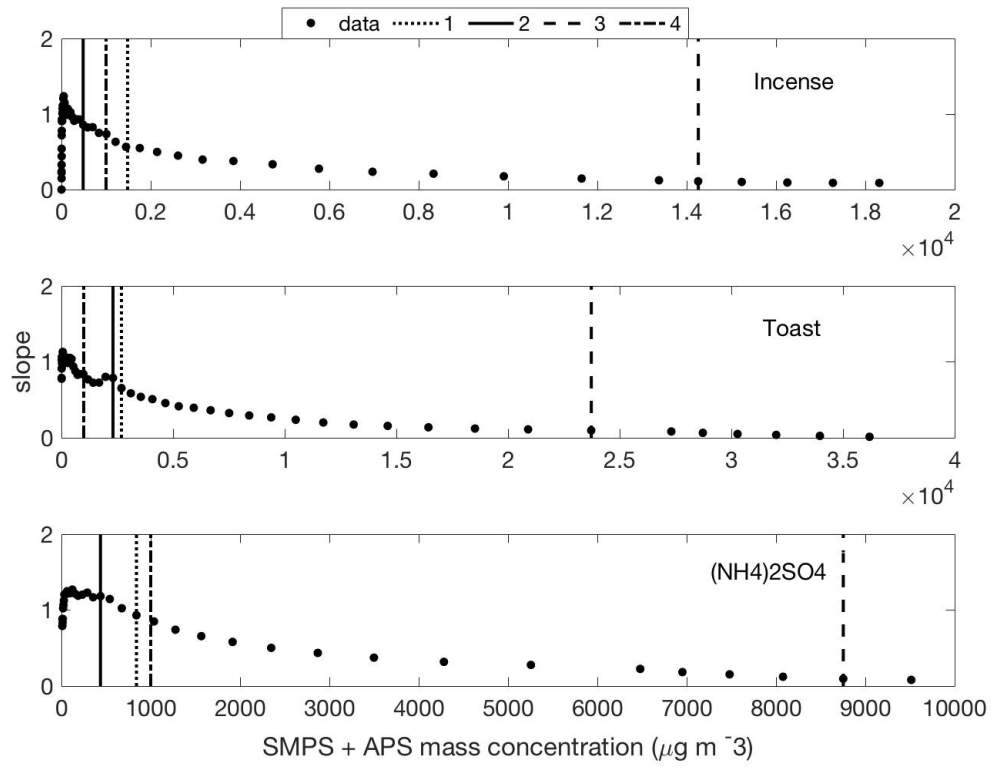 data 1 2 3 4
2
1
0
Incense
0 0.2 0.4 0.6 0.8 1 1.2 1.4 1.6 1.8 2
×10^4
slope
2
1
0
Toast
0 0.5 1 1.5 2 2.5 3 3.5 4
×10^4
2
1
0
(NH4)2SO4
0 1000 2000 3000 4000 5000 6000 7000 8000 9000 10000
SMPS + APS mass concentration (μg m ¯3)